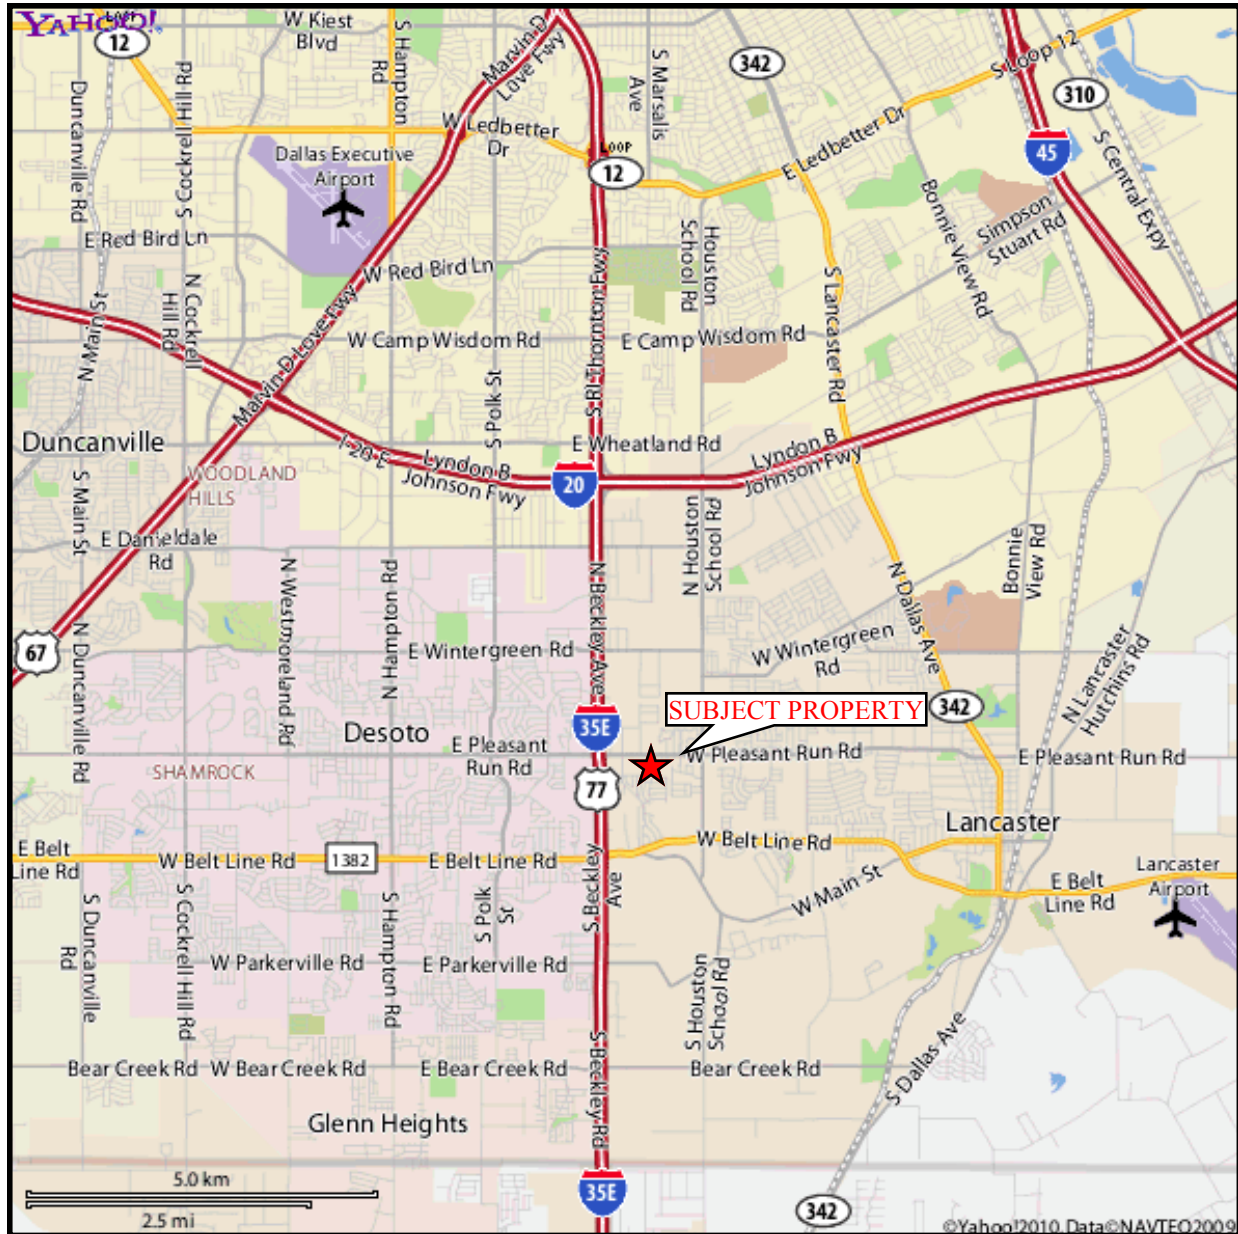 YAHOO!
12
W Kiest
Blvd
S Hampton
Rd
Marvin D
Love Fwy
S Marsalis
Ave
342
S Loop 12
310
Duncanville Rd
S Cockrell Hill Rd
W Ledbetter
Dr
LOOP
12
E Ledbetter Dr
45
S Central Expy
Dallas Executive
Airport
Bonnie View Rd
Simpson
Stuart Rd
E Red Bird Ln
W Red Bird Ln
Houston
School Rd
N Main St
N Cockrell
Hill Rd
Marvin D Love Fwy
W Camp Wisdom Rd
S RL Thornton Fwy
E Camp Wisdom Rd
S Lancaster Rd
S Polk St
Duncanville
WOODLAND
HILLS
I-20 E
Lyndon B
Johnson Fwy
20
E Wheatland Rd
Lyndon B
Johnson Fwy
S Main St
E Danieldale
Rd
N Houston
School Rd
Bonnie
View Rd
N Westmoreland Rd
N Hampton Rd
N Beckley Ave
N Dallas Ave
67
N Duncanville Rd
E Wintergreen Rd
W Wintergreen
Rd
N Lancaster
Hutchins Rd
SUBJECT PROPERTY
342
35E
Desoto
E Pleasant
Run Rd
W Pleasant Run Rd
E Pleasant Run Rd
SHAMROCK
77
Lancaster
E Belt
Line Rd
W Belt Line Rd
1382
E Belt Line Rd
W Belt Line Rd
W Main St
E Belt
Line Rd
Lancaster
Airport
S Duncanville
Rd
S Cockrell Hill Rd
S Hampton Rd
S Polk
St
S Beckley
Ave
W Parkerville Rd
E Parkerville Rd
S Houston
School Rd
S Dallas Ave
Bear Creek Rd
W Bear Creek Rd
E Bear Creek Rd
S Beckley Rd
Bear Creek Rd
Glenn Heights
5.0 km
2.5 mi
35E
342
©Yahoo!2010, Data©NAVTEQ2009